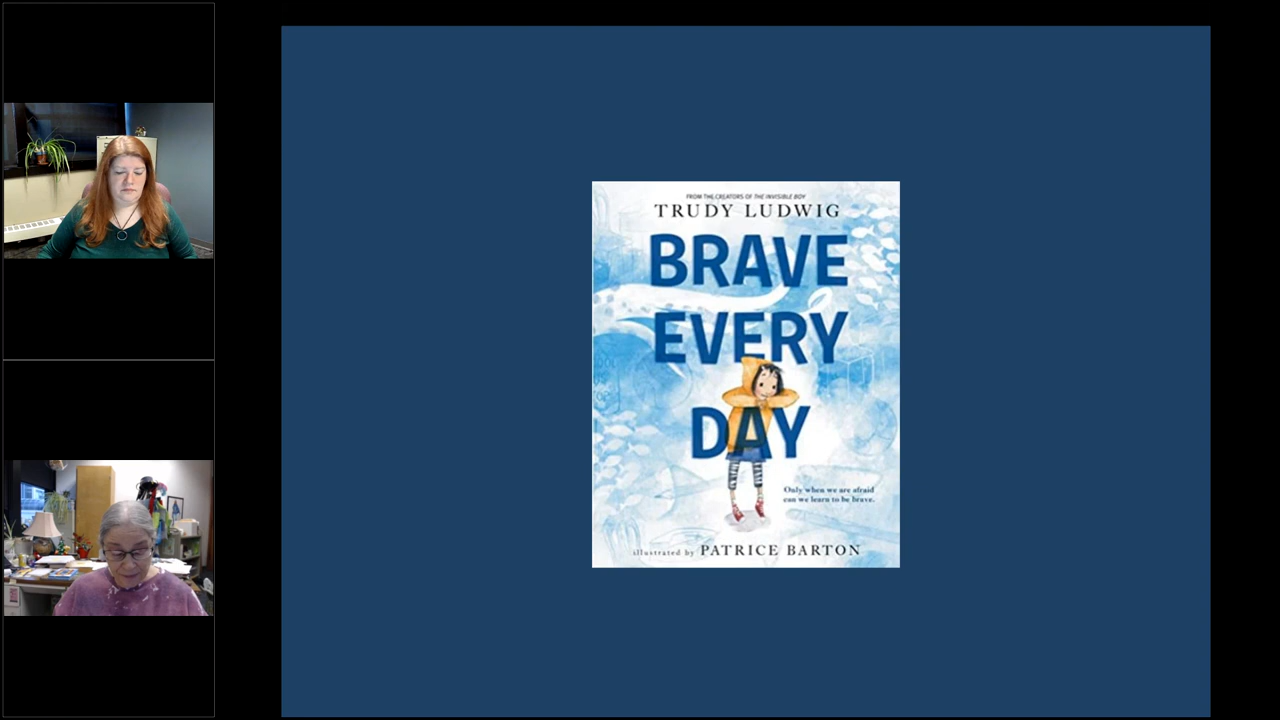 FROM THE CREATORS OF THE INVISIBLE BOY
TRUDY LUDWIG
BRAVE
EVERY
DAY
Only when we are afraid
can we learn to be brave.
illustrated by PATRICE BARTON